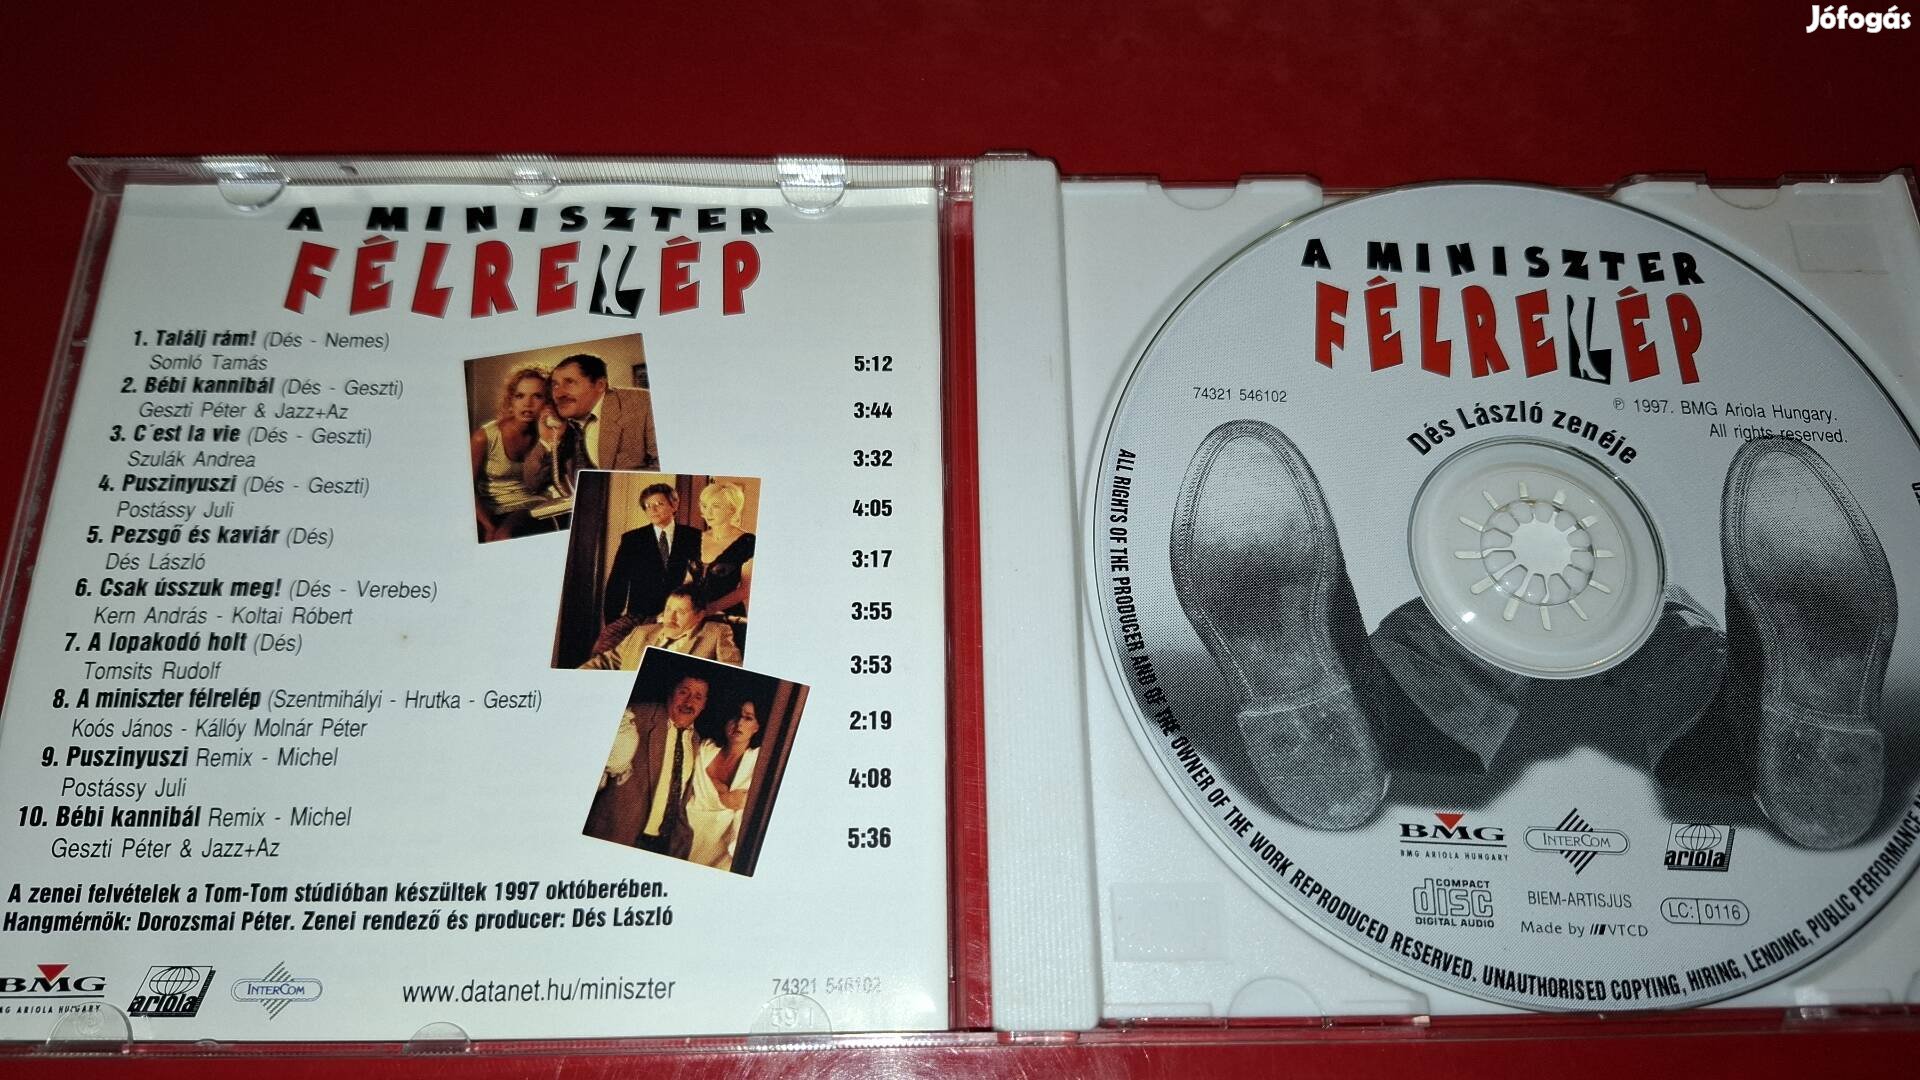 Jófogás
A MINISZTER
FÉLRELÉP
1. Találj rám! (Dés - Nemes)
Somló Tamás 5:12
2. Bébi kannibál (Dés - Geszti)
Geszti Péter & Jazz+Az 3:44
3. C´est la vie (Dés - Geszti)
Szulák Andrea 3:32
4. Puszinyuszi (Dés - Geszti)
Postássy Juli 4:05
5. Pezsgő és kaviár (Dés)
Dés László 3:17
6. Csak ússzuk meg! (Dés - Verebes)
Kern András - Koltai Róbert 3:55
7. A lopakodó holt (Dés)
Tomsits Rudolf 3:53
8. A miniszter félrelép (Szentmihályi - Hrutka - Geszti)
Koós János - Kállóy Molnár Péter 2:19
9. Puszinyuszi Remix - Michel
Postássy Juli 4:08
10. Bébi kannibál Remix - Michel
Geszti Péter & Jazz+Az 5:36
A zenei felvételek a Tom-Tom stúdióban készültek 1997 októberében.
Hangmérnök: Dorozsmai Péter. Zenei rendező és producer: Dés László
BMG
ARIOLA HUNGARY
ariola
INTERCOM
www.datanet.hu/miniszter
74321 546102
A MINISZTER
FÉLRELÉP
74321 546102
℗ 1997. BMG Ariola Hungary.
All rights reserved.
Dés László zenéje
ALL RIGHTS OF THE PRODUCER AND OF THE OWNER OF THE WORK REPRODUCED RESERVED. UNAUTHORISED COPYING, HIRING, LENDING, PUBLIC PERFORMANCE
BMG
BMG ARIOLA HUNGARY
INTERCOM
ariola
COMPACT
disc
DIGITAL AUDIO
BIEM-ARTISJUS
Made by VTCD
LC: 0116